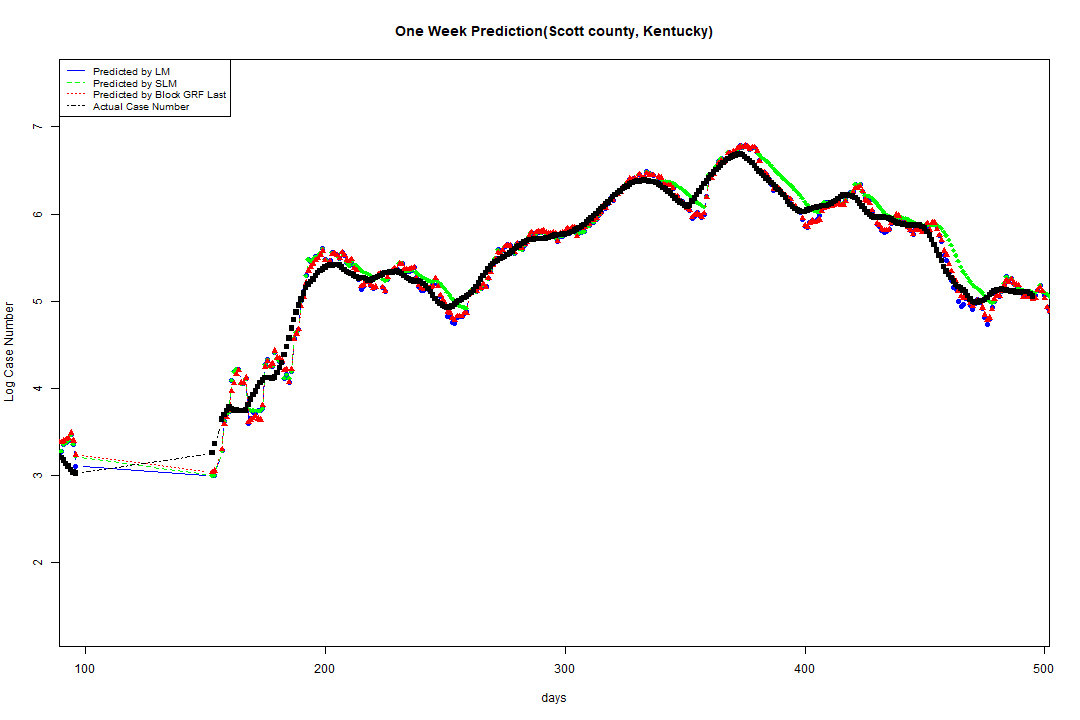 One Week Prediction(Scott county, Kentucky)
Predicted by LM
Predicted by SLM
Predicted by Block GRF Last
Actual Case Number
7
6
5
4
3
2
Log Case Number
100 200 300 400 500
days